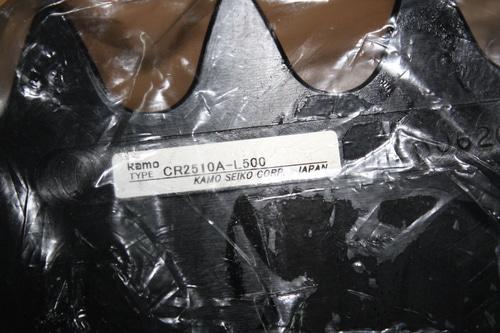 Kamo
TYPE CR2510A-L500
KAMO SEIKO CORP. JAPAN